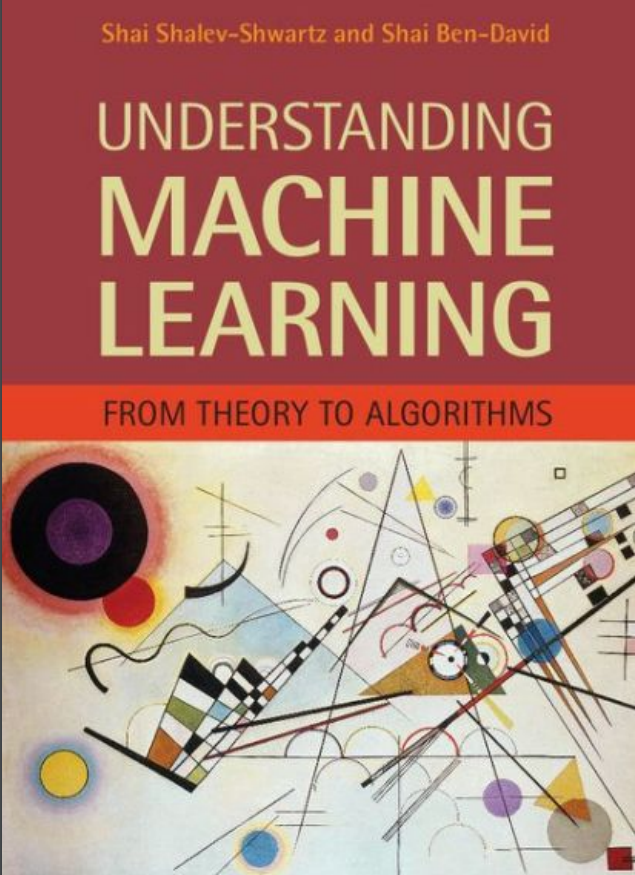 Shai Shalev-Shwartz and Shai Ben-David
UNDERSTANDING
MACHINE
LEARNING
FROM THEORY TO ALGORITHMS